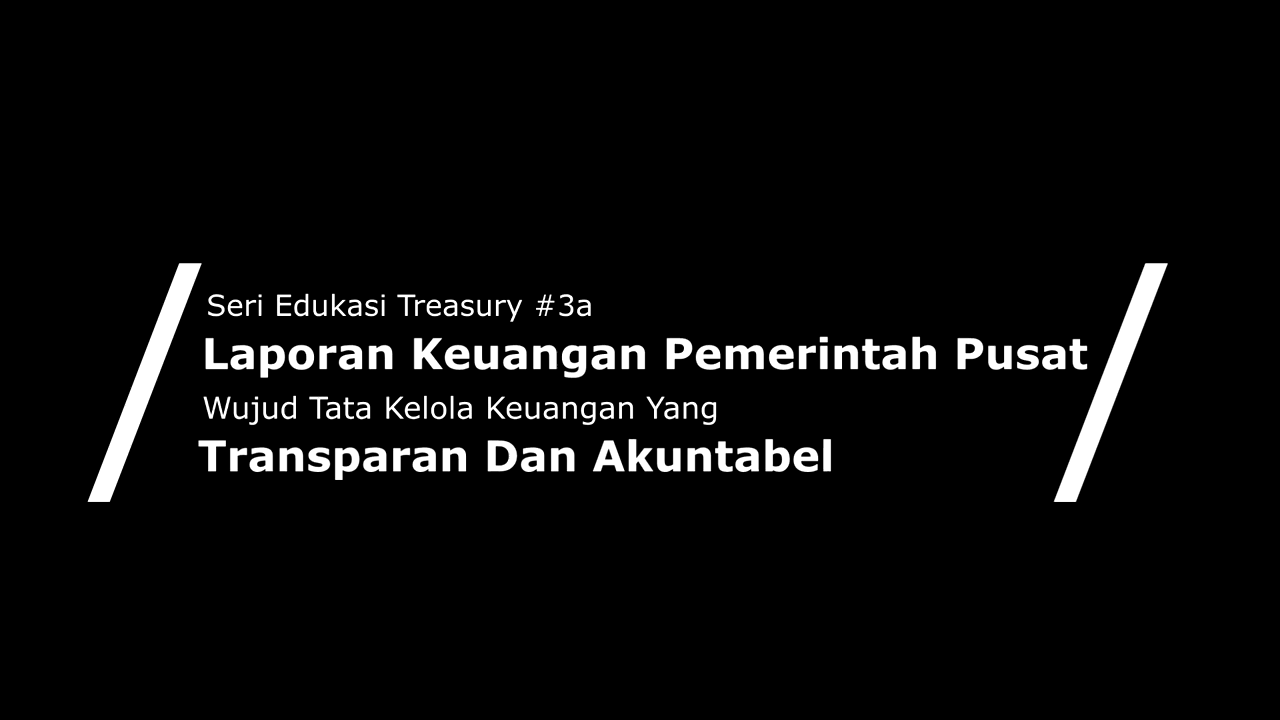 Seri Edukasi Treasury #3a
Laporan Keuangan Pemerintah Pusat
Wujud Tata Kelola Keuangan Yang
Transparan Dan Akuntabel